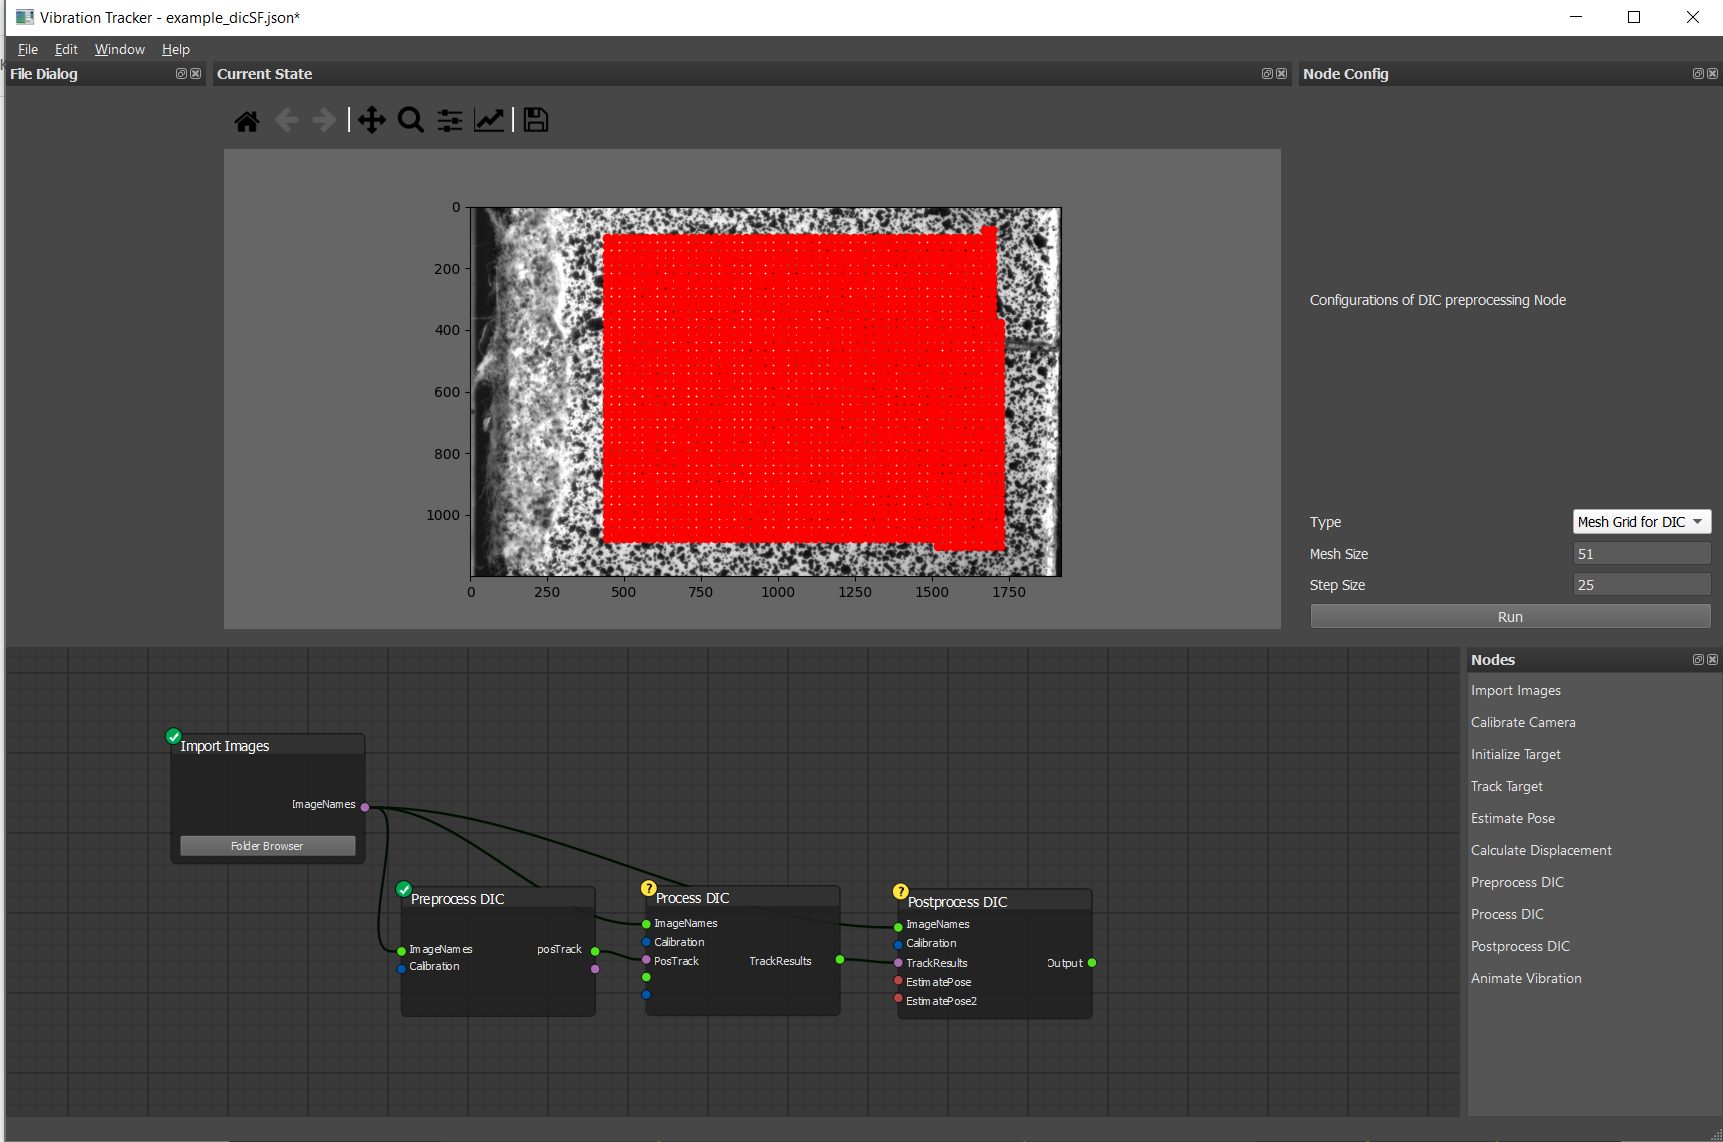 Vibration Tracker - example_dicSF.json*
File Edit Window Help
File Dialog
Current State
Node Config
0
200
400
600
800
1000
0 250 500 750 1000 1250 1500 1750
Configurations of DIC preprocessing Node
Type Mesh Grid for DIC
Mesh Size 51
Step Size 25
Run
Import Images
ImageNames
Folder Browser
Preprocess DIC
ImageNames posTrack
Calibration
Process DIC
ImageNames
Calibration
PosTrack TrackResults
Postprocess DIC
ImageNames
Calibration
TrackResults Output
EstimatePose
EstimatePose2
Nodes
Import Images
Calibrate Camera
Initialize Target
Track Target
Estimate Pose
Calculate Displacement
Preprocess DIC
Process DIC
Postprocess DIC
Animate Vibration